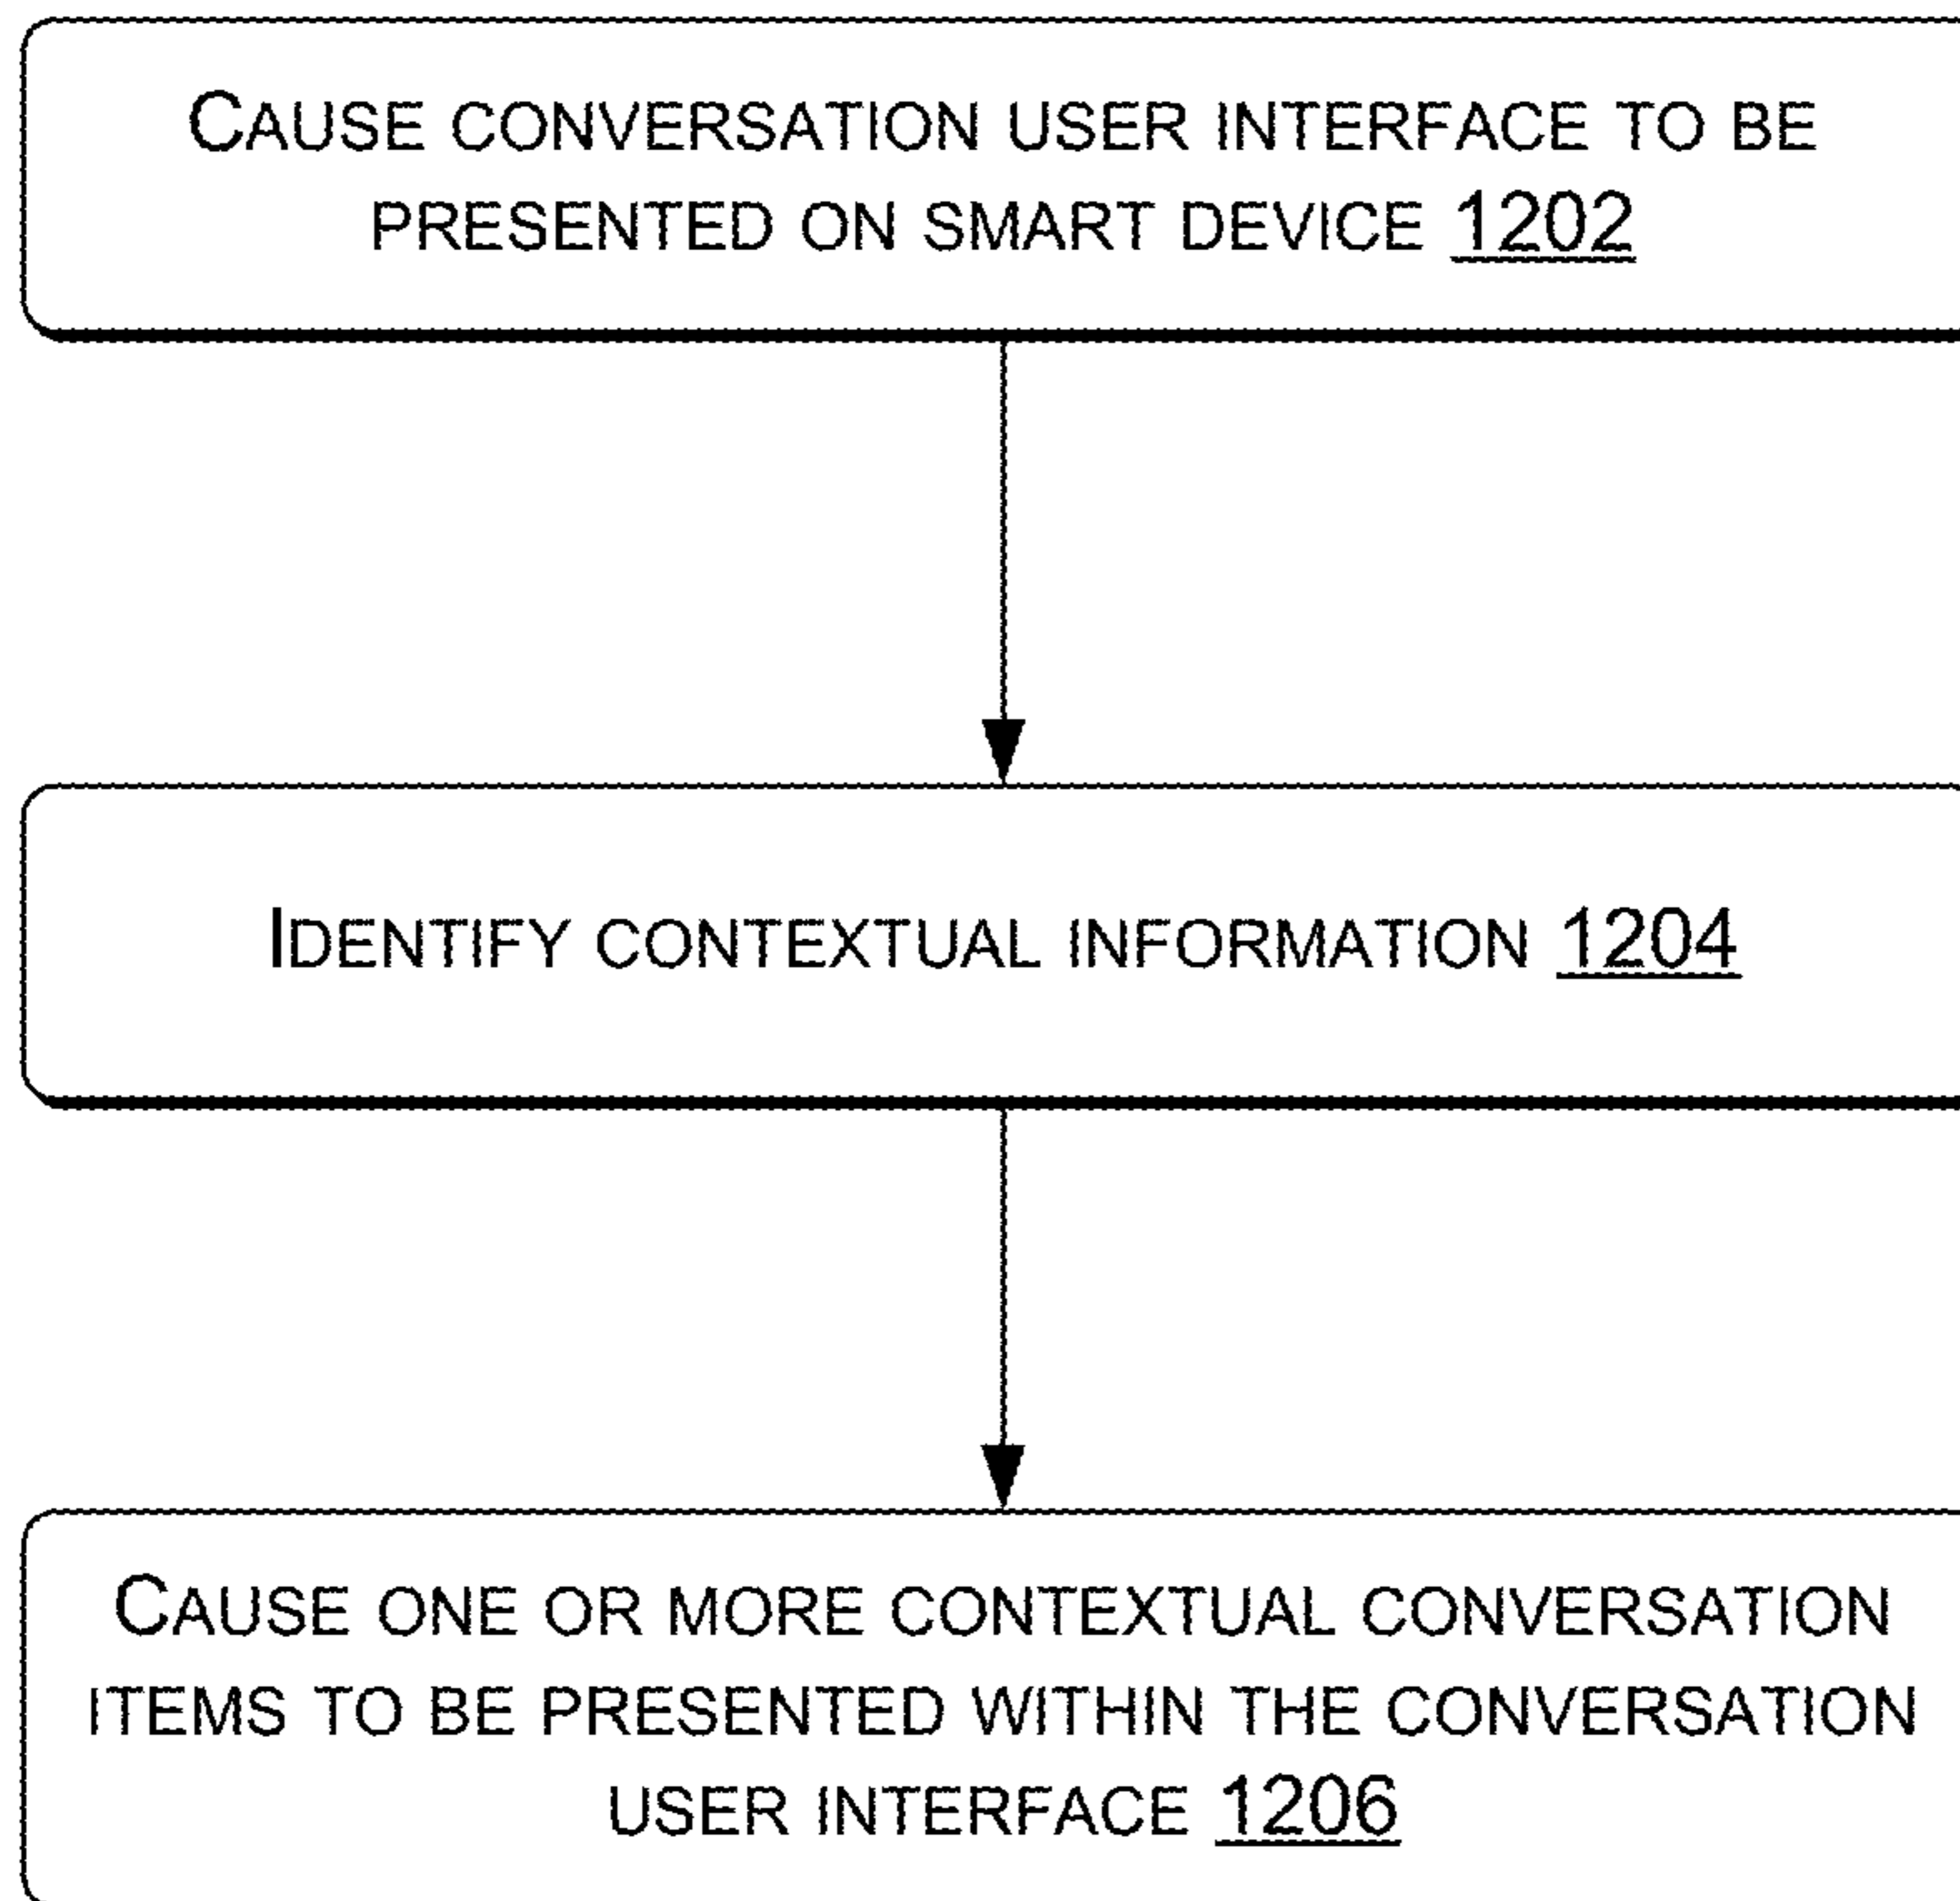 CAUSE CONVERSATION USER INTERFACE TO BE
PRESENTED ON SMART DEVICE 1202
IDENTIFY CONTEXTUAL INFORMATION 1204
CAUSE ONE OR MORE CONTEXTUAL CONVERSATION
ITEMS TO BE PRESENTED WITHIN THE CONVERSATION
USER INTERFACE 1206